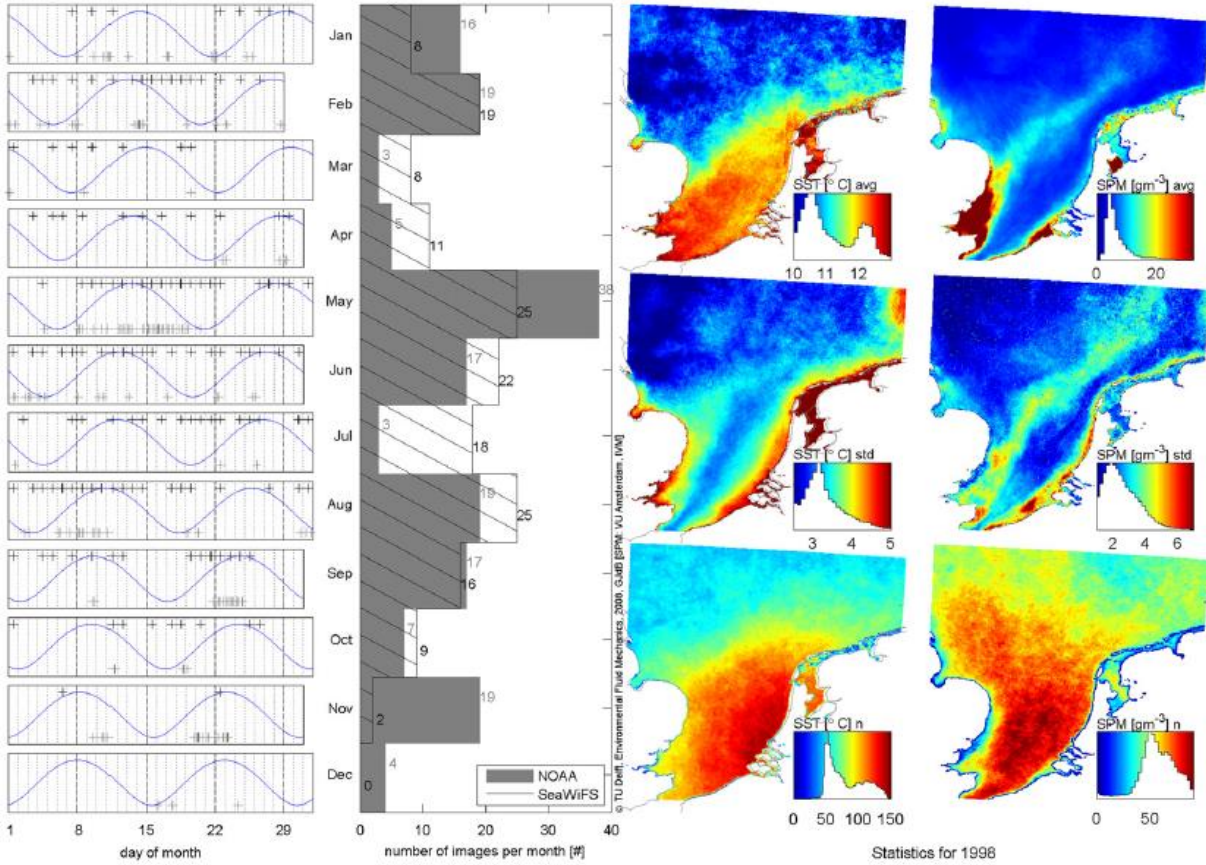 Jan
16
8
Feb
19
19
Mar
3
8
Apr
5
11
May
38
25
Jun
17
22
Jul
3
18
Aug
19
25
Sep
17
16
Oct
7
9
Nov
19
2
Dec
4
0
NOAA
SeaWiFS
1 8 15 22 29
day of month
0 10 20 30 40
number of images per month [#]
© TU Delft, Environmental Fluid Mechanics, 2008, GJdB [SPM: VU Amsterdam, IVM]
SST [° C] avg
10 11 12
SPM [gm⁻³] avg
0 20
SST [° C] std
3 4 5
SPM [gm⁻³] std
2 4 6
SST [° C] n
0 50 100 150
SPM [gm⁻³] n
0 50
Statistics for 1998